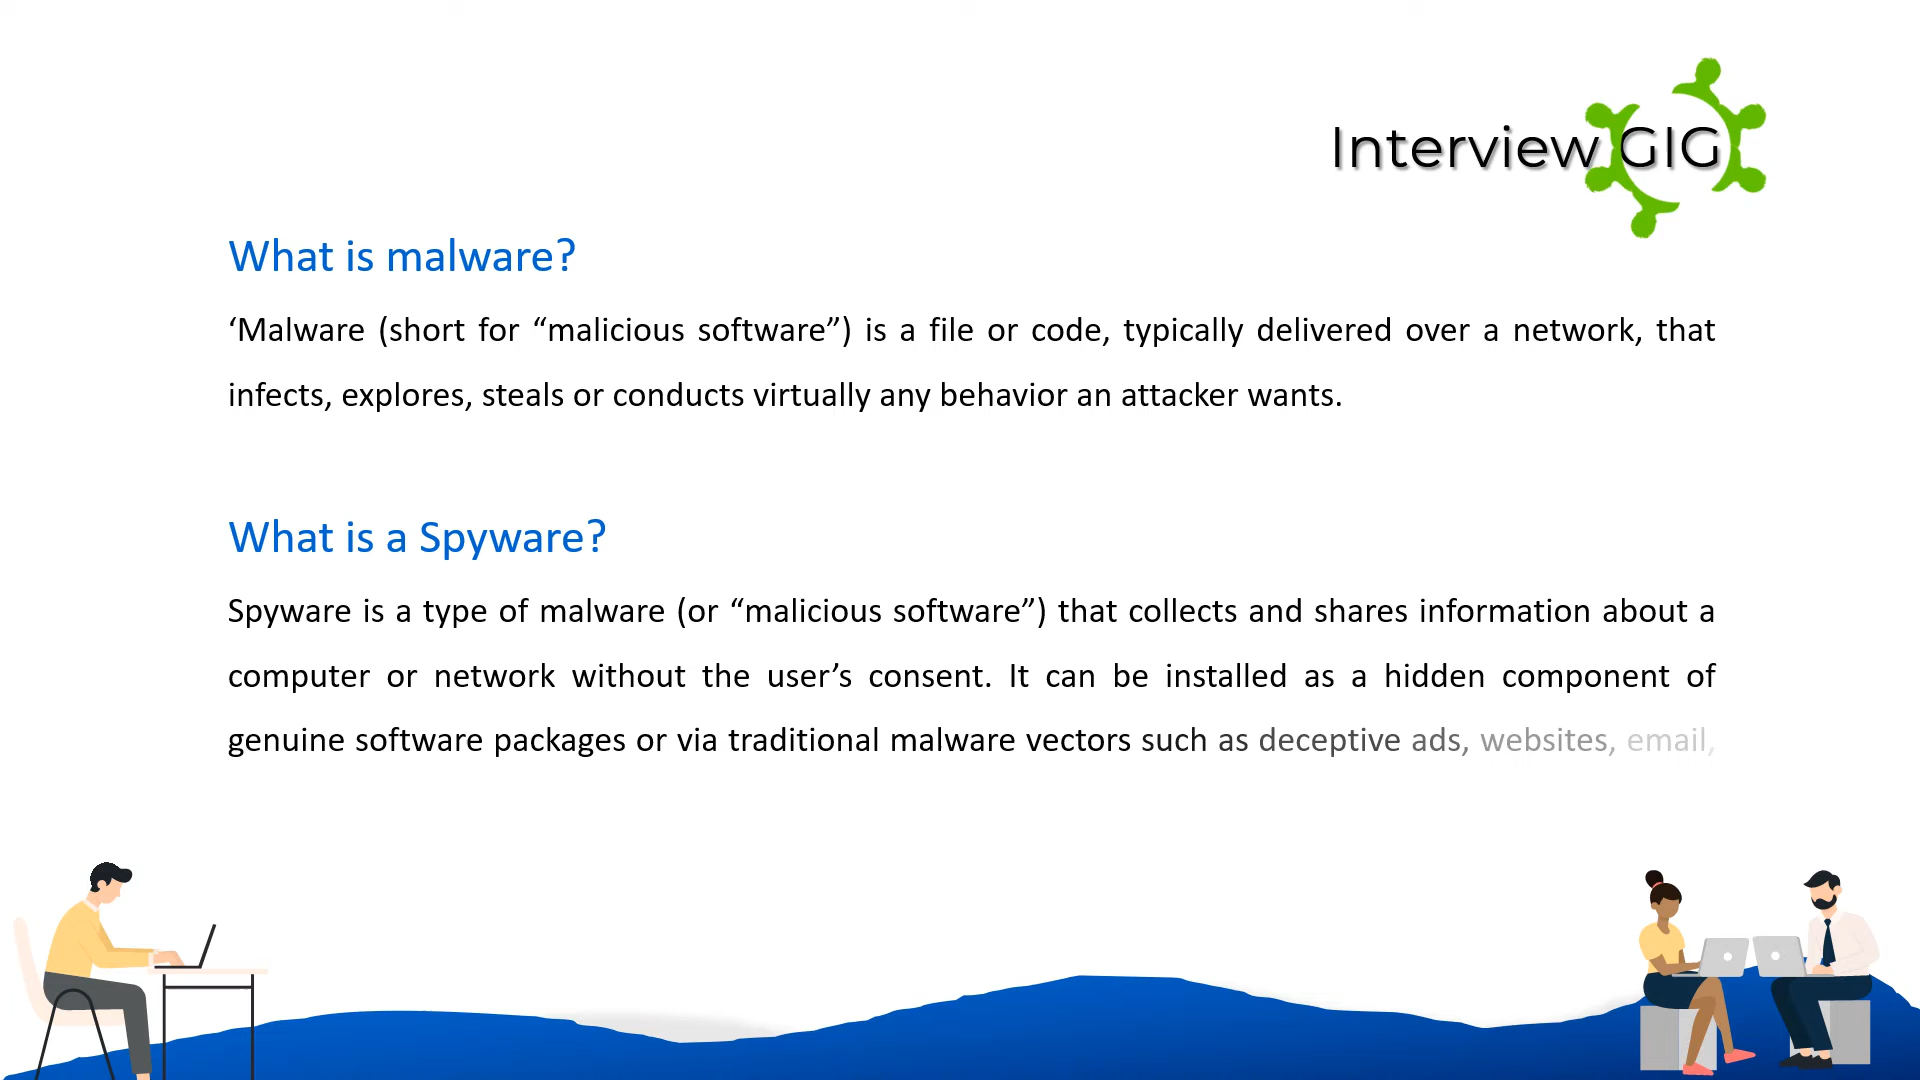 Interview GIG
What is malware?
‘Malware (short for “malicious software”) is a file or code, typically delivered over a network, that
infects, explores, steals or conducts virtually any behavior an attacker wants.
What is a Spyware?
Spyware is a type of malware (or “malicious software”) that collects and shares information about a
computer or network without the user’s consent. It can be installed as a hidden component of
genuine software packages or via traditional malware vectors such as deceptive ads, websites, email,